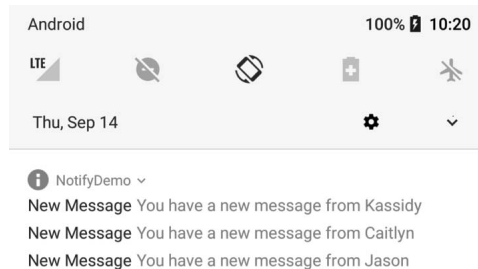 Android 100% 10:20
LTE
Thu, Sep 14
NotifyDemo
New Message You have a new message from Kassidy
New Message You have a new message from Caitlyn
New Message You have a new message from Jason